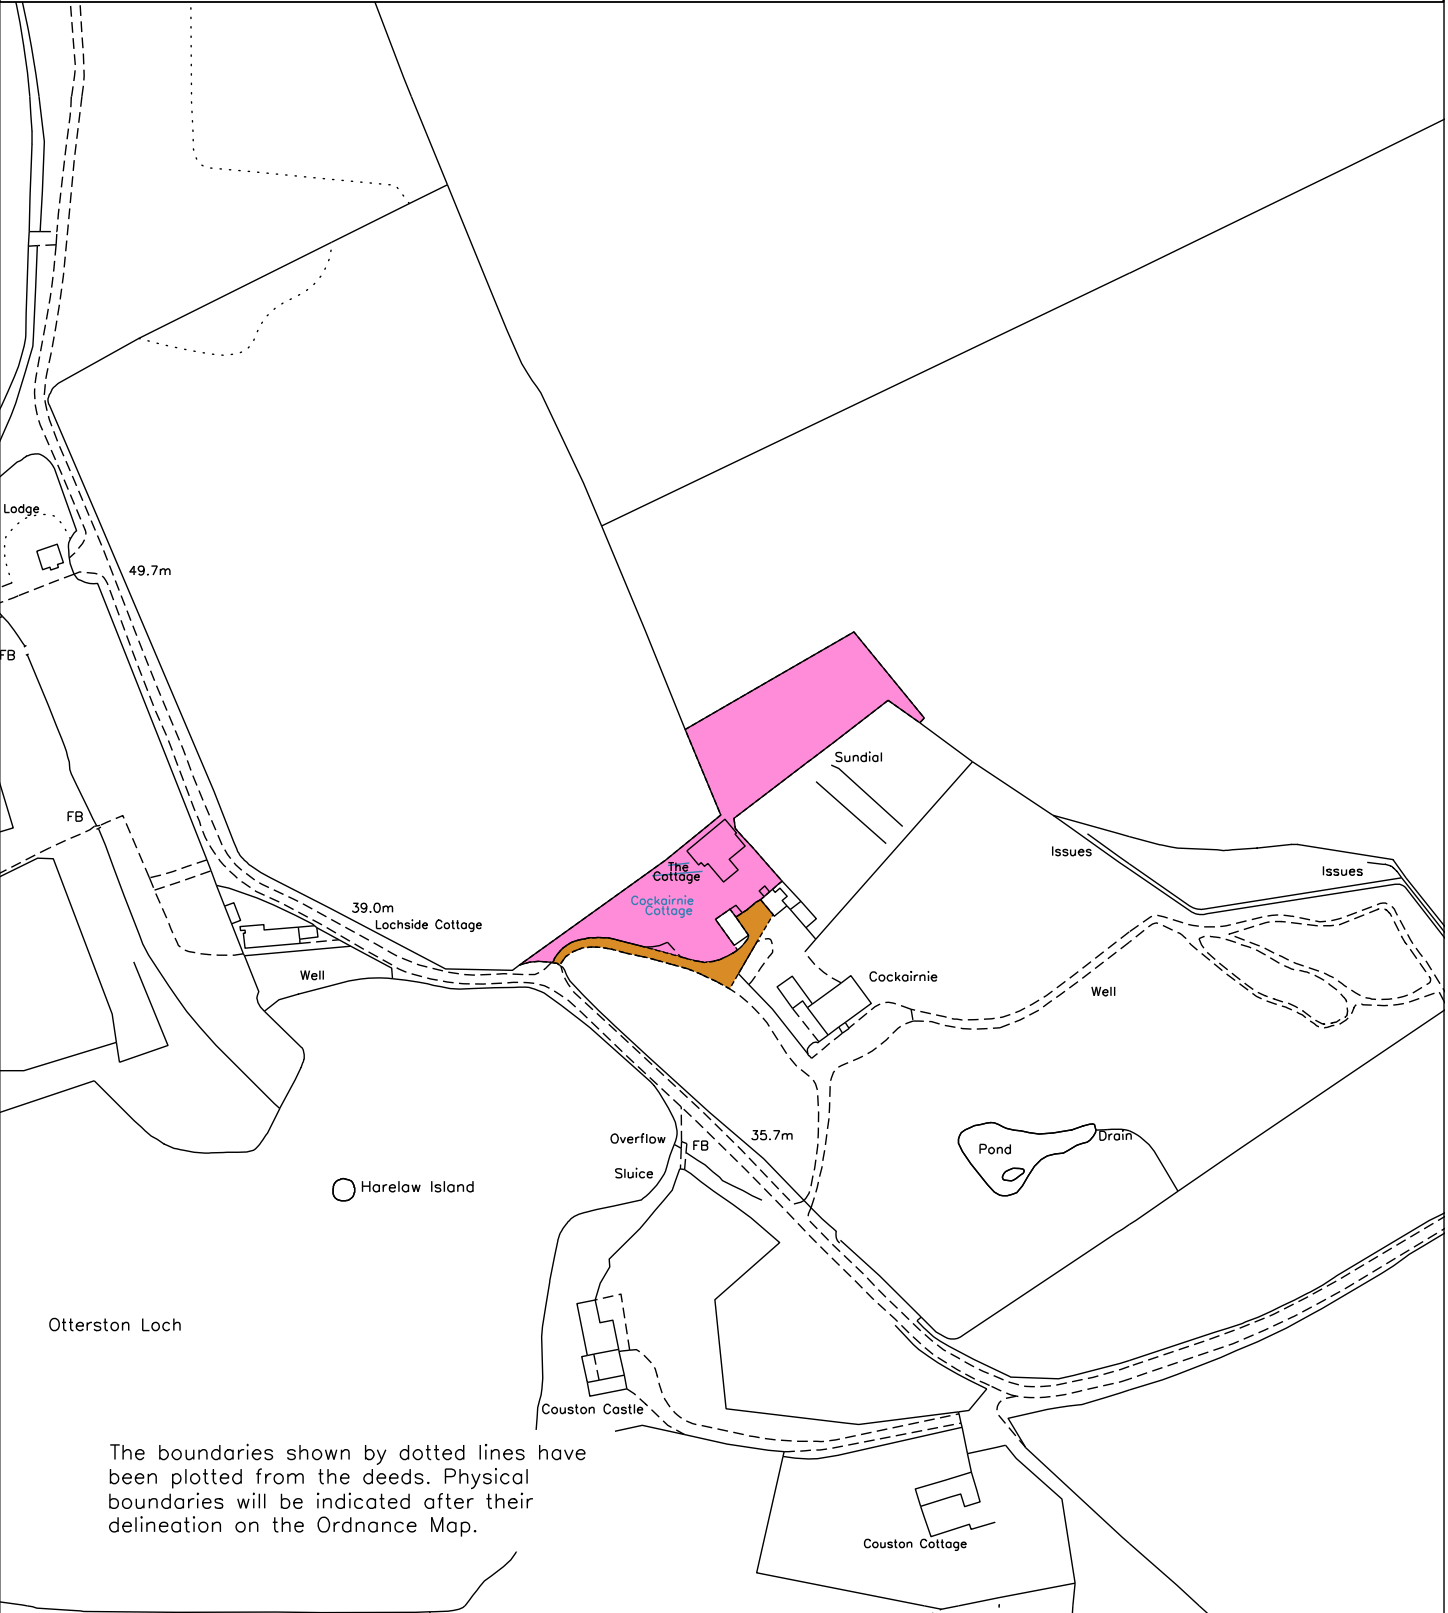 Lodge
49.7m
FB
Sundial
FB
Issues
The
Cottage
Issues
Cockairnie
Cottage
39.0m
Lochside Cottage
Well
Cockairnie
Well
35.7m
Overflow
FB
Drain
Pond
Sluice
Harelaw Island
Otterston Loch
Couston Castle
The boundaries shown by dotted lines have
been plotted from the deeds. Physical
boundaries will be indicated after their
delineation on the Ordnance Map.
Couston Cottage